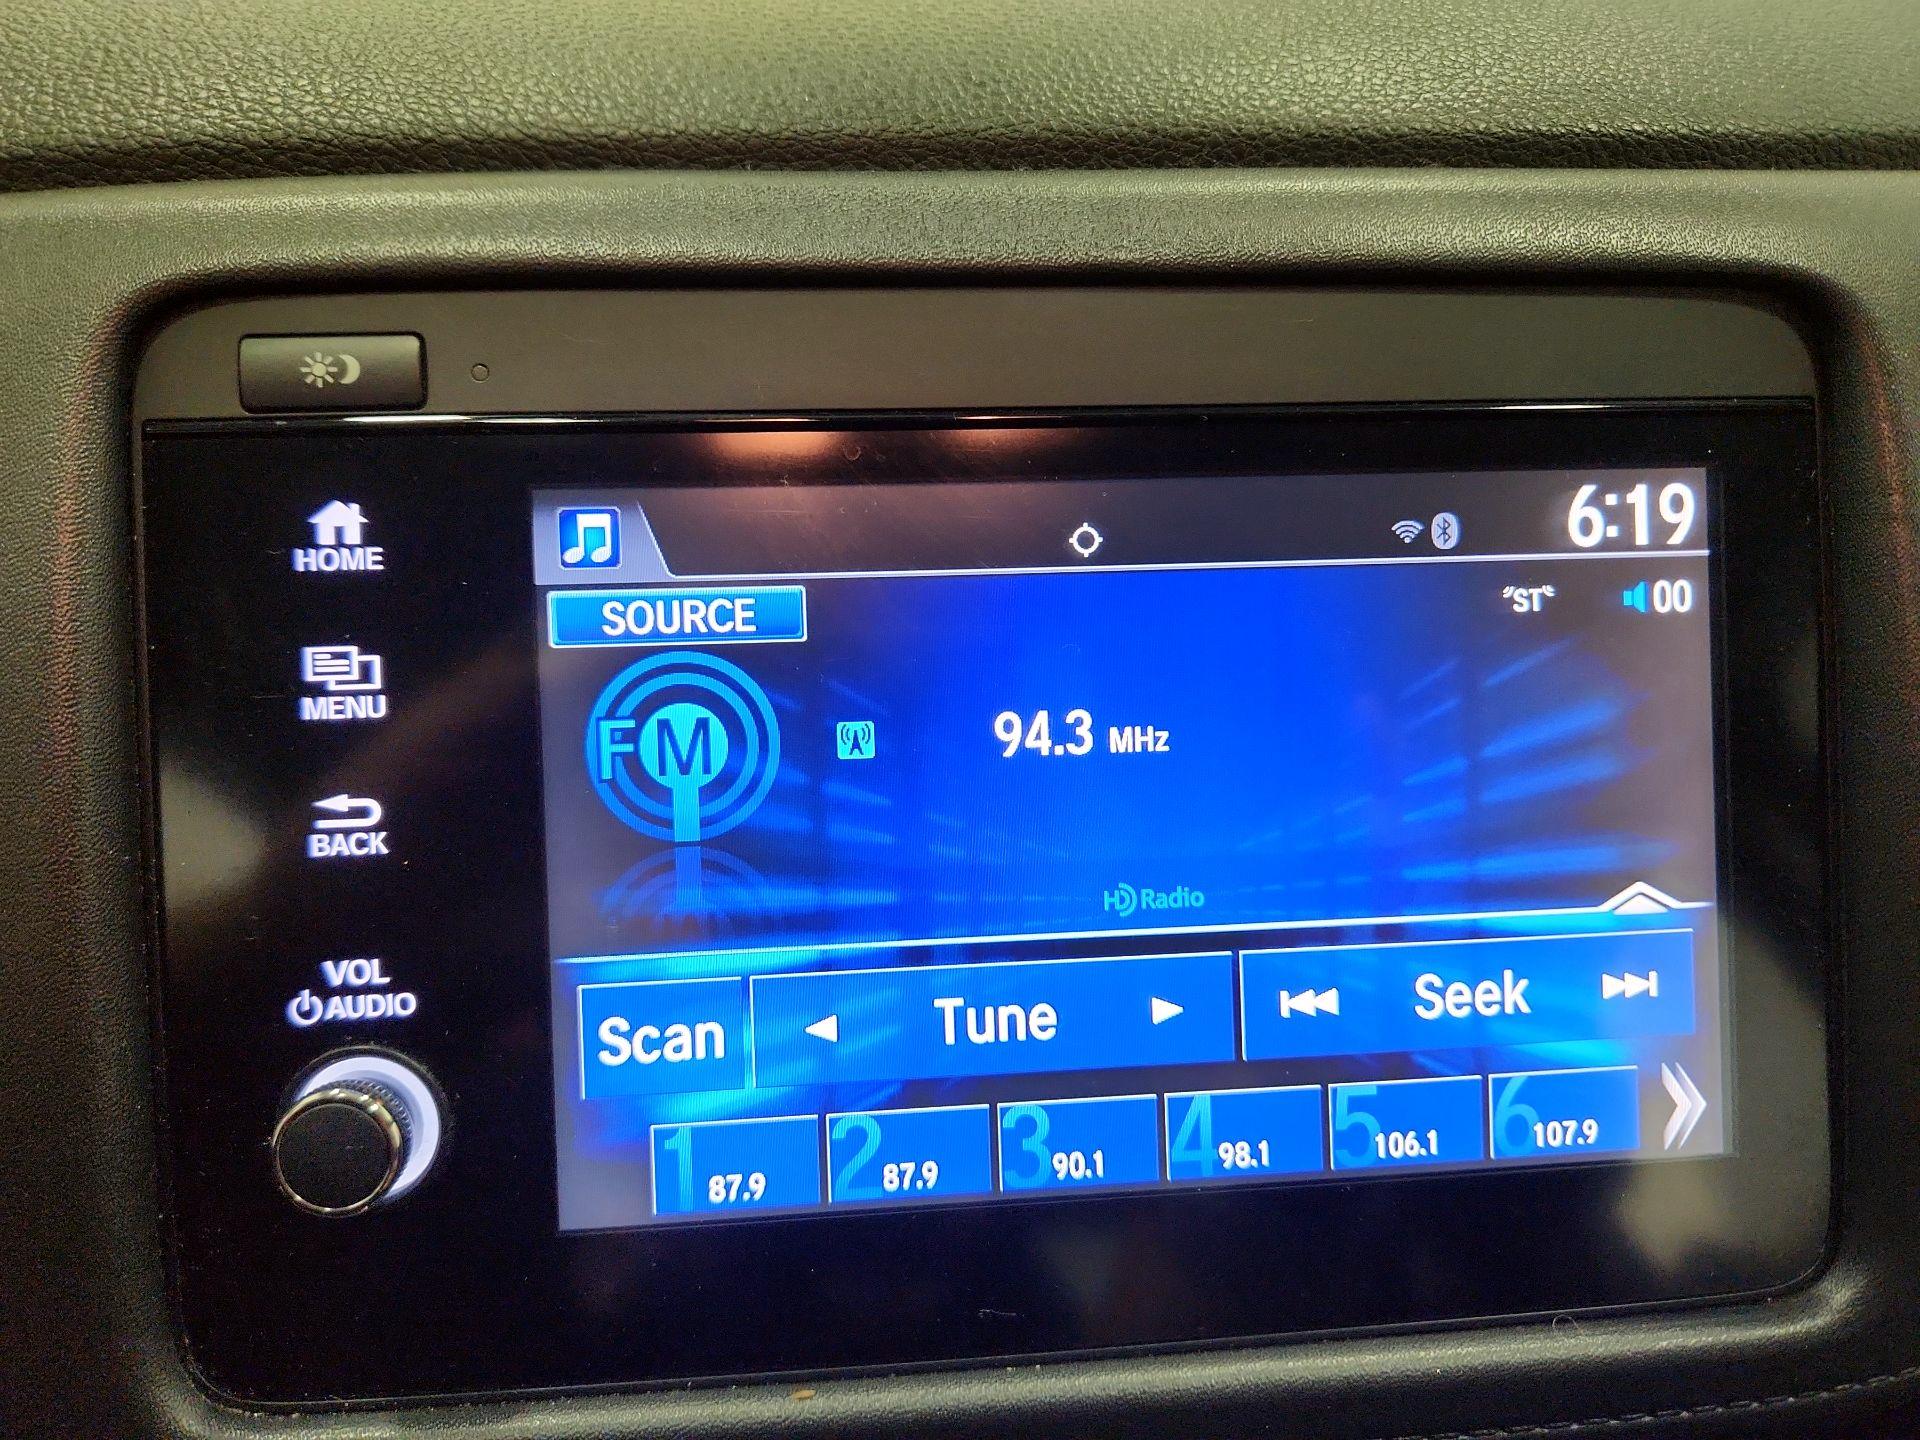 6:19
HOME
SOURCE
ST
00
MENU
FM
94.3 MHz
BACK
HD Radio
VOL
AUDIO
Scan
Tune
Seek
1 87.9
2 87.9
3 90.1
4 98.1
5 106.1
6 107.9